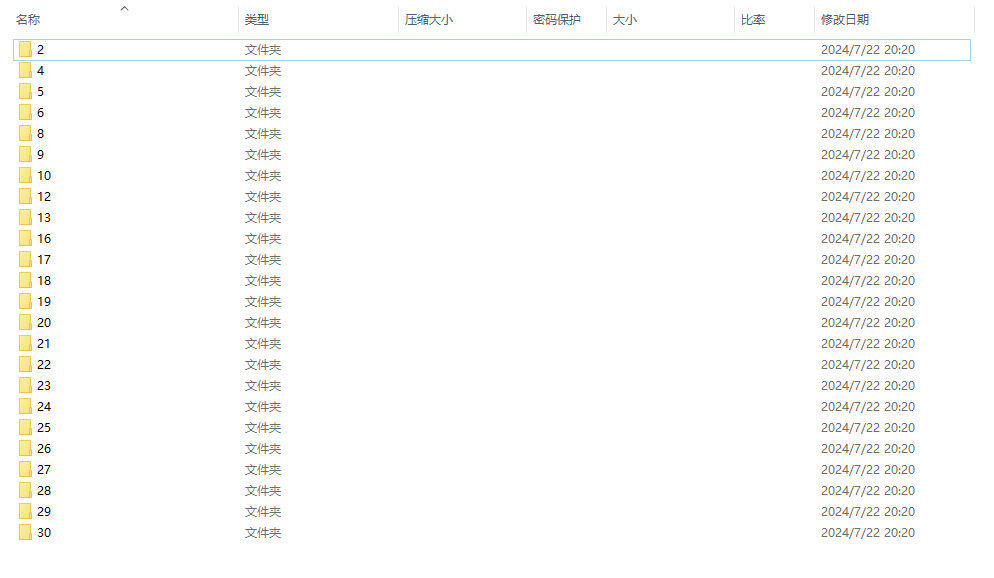 名称 类型 压缩大小 密码保护 大小 比率 修改日期
2 文件夹 2024/7/22 20:20
4 文件夹 2024/7/22 20:20
5 文件夹 2024/7/22 20:20
6 文件夹 2024/7/22 20:20
8 文件夹 2024/7/22 20:20
9 文件夹 2024/7/22 20:20
10 文件夹 2024/7/22 20:20
12 文件夹 2024/7/22 20:20
13 文件夹 2024/7/22 20:20
16 文件夹 2024/7/22 20:20
17 文件夹 2024/7/22 20:20
18 文件夹 2024/7/22 20:20
19 文件夹 2024/7/22 20:20
20 文件夹 2024/7/22 20:20
21 文件夹 2024/7/22 20:20
22 文件夹 2024/7/22 20:20
23 文件夹 2024/7/22 20:20
24 文件夹 2024/7/22 20:20
25 文件夹 2024/7/22 20:20
26 文件夹 2024/7/22 20:20
27 文件夹 2024/7/22 20:20
28 文件夹 2024/7/22 20:20
29 文件夹 2024/7/22 20:20
30 文件夹 2024/7/22 20:20